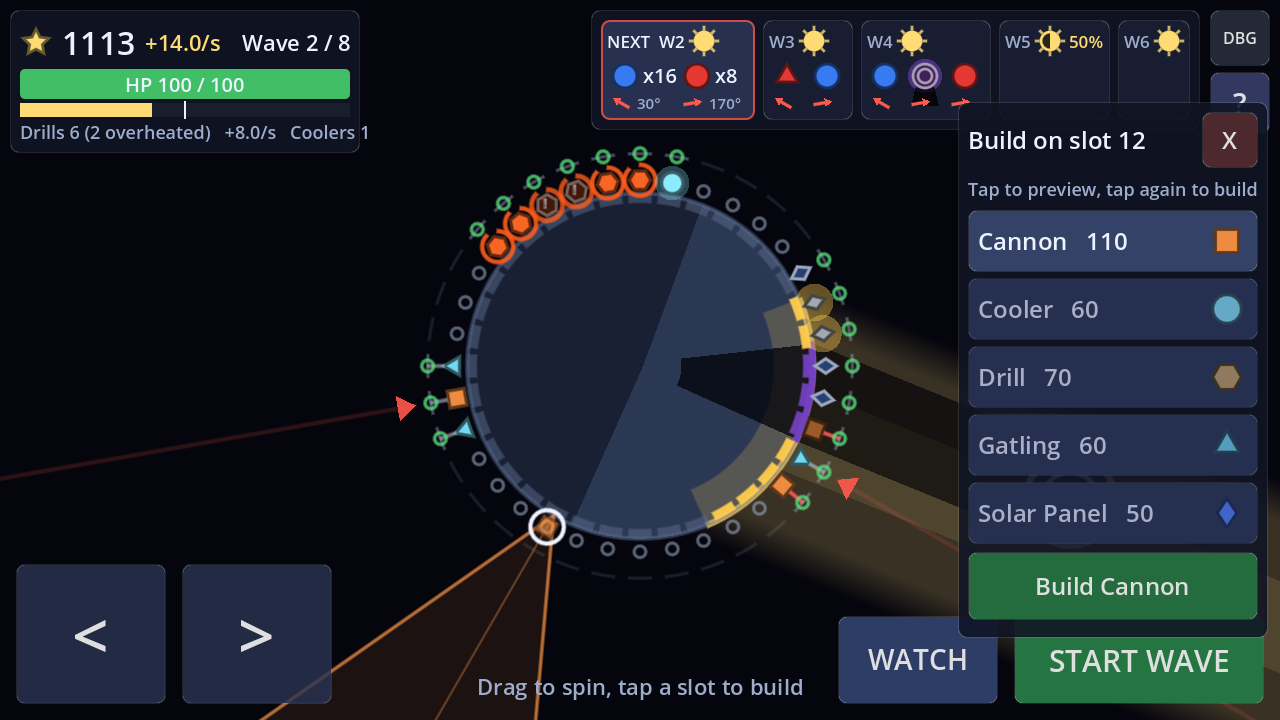 1113 +14.0/s Wave 2 / 8
HP 100 / 100
Drills 6 (2 overheated) +8.0/s Coolers 1
NEXT W2
x16 x8
30° 170°
W3
W4
W5 50%
W6
DBG
?
Build on slot 12 X
Tap to preview, tap again to build
Cannon 110
Cooler 60
Drill 70
Gatling 60
Solar Panel 50
Build Cannon
! !
< >
WATCH
START WAVE
Drag to spin, tap a slot to build